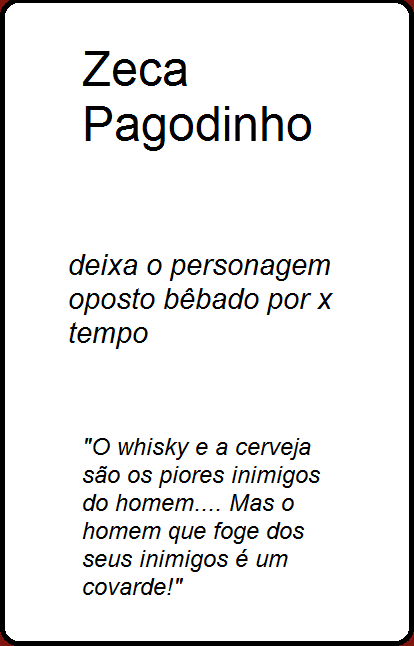 Zeca
Pagodinho
deixa o personagem
oposto bêbado por x
tempo
"O whisky e a cerveja
são os piores inimigos
do homem.... Mas o
homem que foge dos
seus inimigos é um
covarde!"